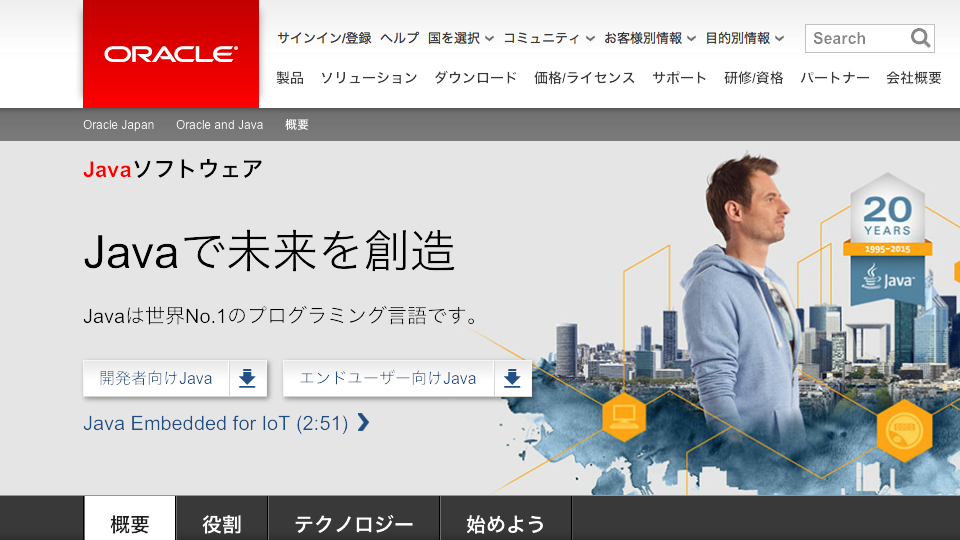 ORACLE
サインイン/登録 ヘルプ 国を選択 コミュニティ お客様別情報 目的別情報 Search
製品 ソリューション ダウンロード 価格/ライセンス サポート 研修/資格 パートナー 会社概要
Oracle Japan Oracle and Java 概要
Javaソフトウェア
Javaで未来を創造
Javaは世界No.1のプログラミング言語です。
開発者向けJava エンドユーザー向けJava
Java Embedded for IoT (2:51)
20
YEARS
1995-2015
Java
概要 役割 テクノロジー 始めよう